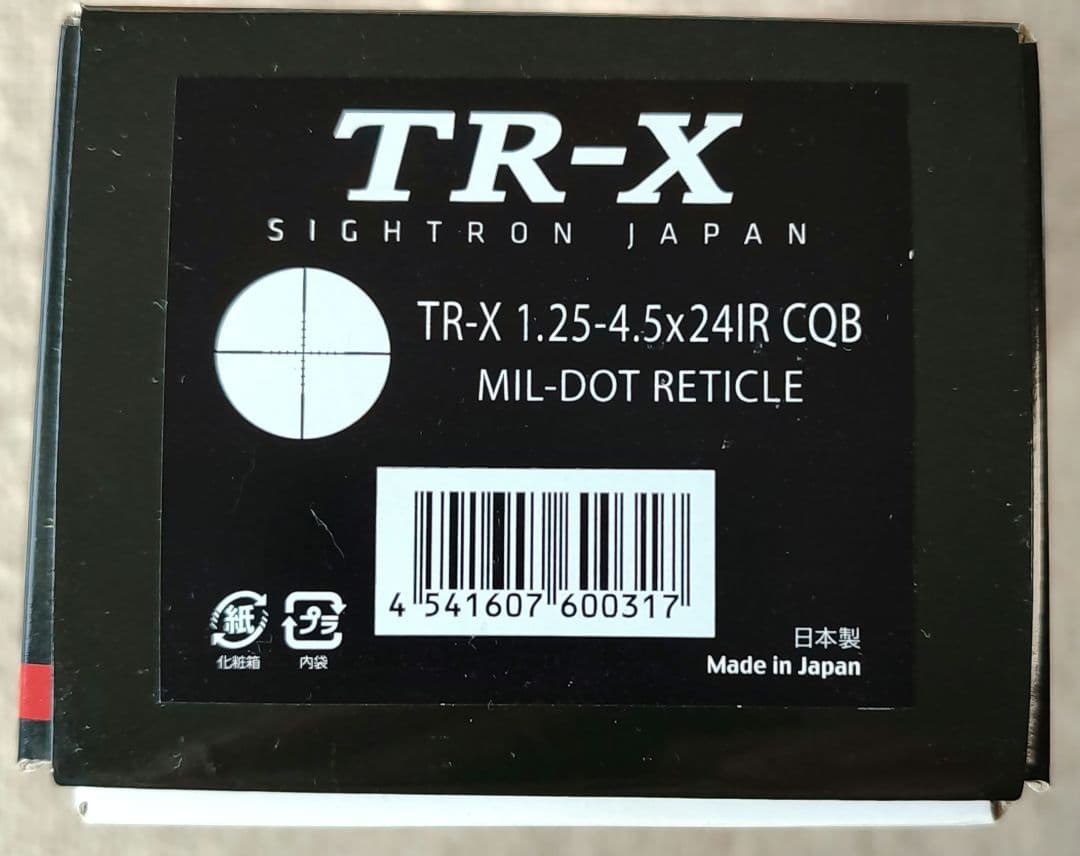 TR-X
SIGHTRON JAPAN
TR-X 1.25-4.5x24IR CQB
MIL-DOT RETICLE
4 541607 600317
紙 プラ
化粧箱 内袋
日本製
Made in Japan